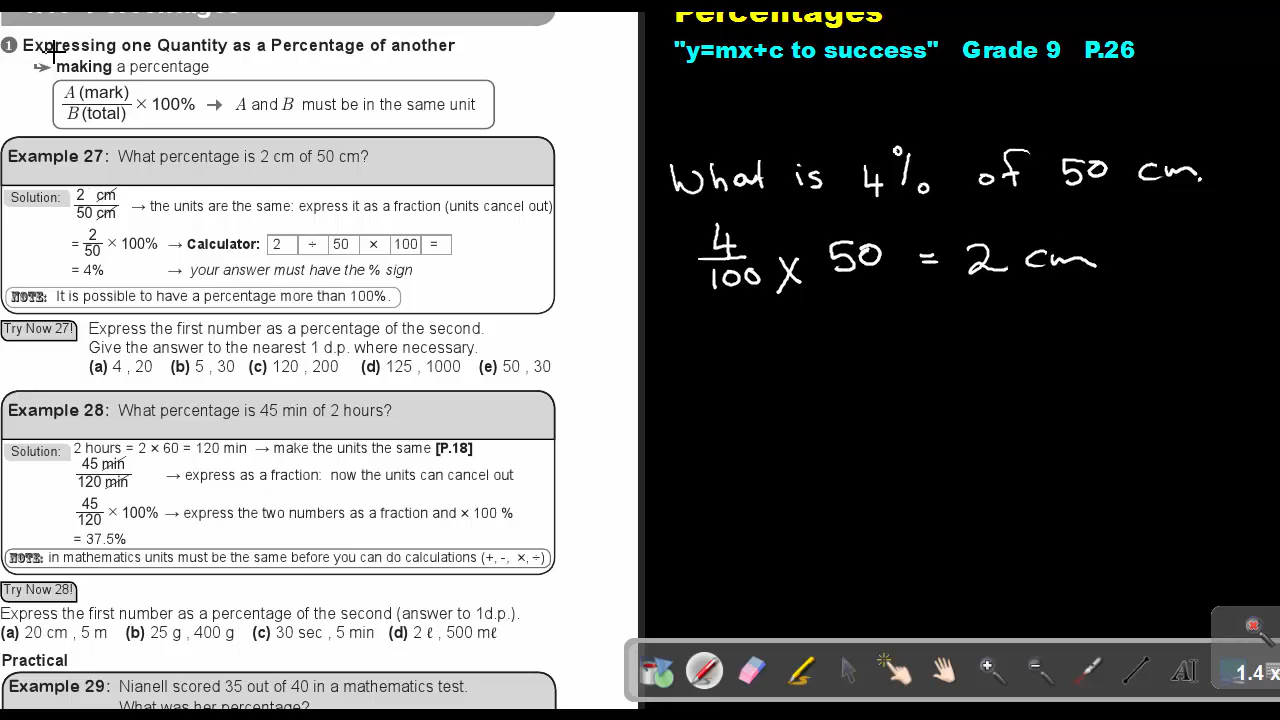 1 Expressing one Quantity as a Percentage of another
making a percentage
A (mark) / B (total) × 100% → A and B must be in the same unit
Example 27: What percentage is 2 cm of 50 cm?
Solution: 2 cm / 50 cm → the units are the same: express it as a fraction (units cancel out)
= 2/50 × 100% → Calculator: 2 ÷ 50 × 100 =
= 4% → your answer must have the % sign
NOTE: It is possible to have a percentage more than 100%.
Try Now 27! Express the first number as a percentage of the second.
Give the answer to the nearest 1 d.p. where necessary.
(a) 4 , 20 (b) 5 , 30 (c) 120 , 200 (d) 125 , 1000 (e) 50 , 30
Example 28: What percentage is 45 min of 2 hours?
Solution: 2 hours = 2 × 60 = 120 min → make the units the same [P.18]
45 min / 120 min → express as a fraction: now the units can cancel out
45/120 × 100% → express the two numbers as a fraction and × 100 %
= 37.5%
NOTE: in mathematics units must be the same before you can do calculations (+, -, ×, ÷)
Try Now 28!
Express the first number as a percentage of the second (answer to 1d.p.).
(a) 20 cm , 5 m (b) 25 g , 400 g (c) 30 sec , 5 min (d) 2 ℓ , 500 mℓ
Practical
Example 29: Nianell scored 35 out of 40 in a mathematics test.
What was her percentage?
Percentages
"y=mx+c to success" Grade 9 P.26
What is 4% of 50 cm.
4/100 × 50 = 2 cm
AI
1.4 x